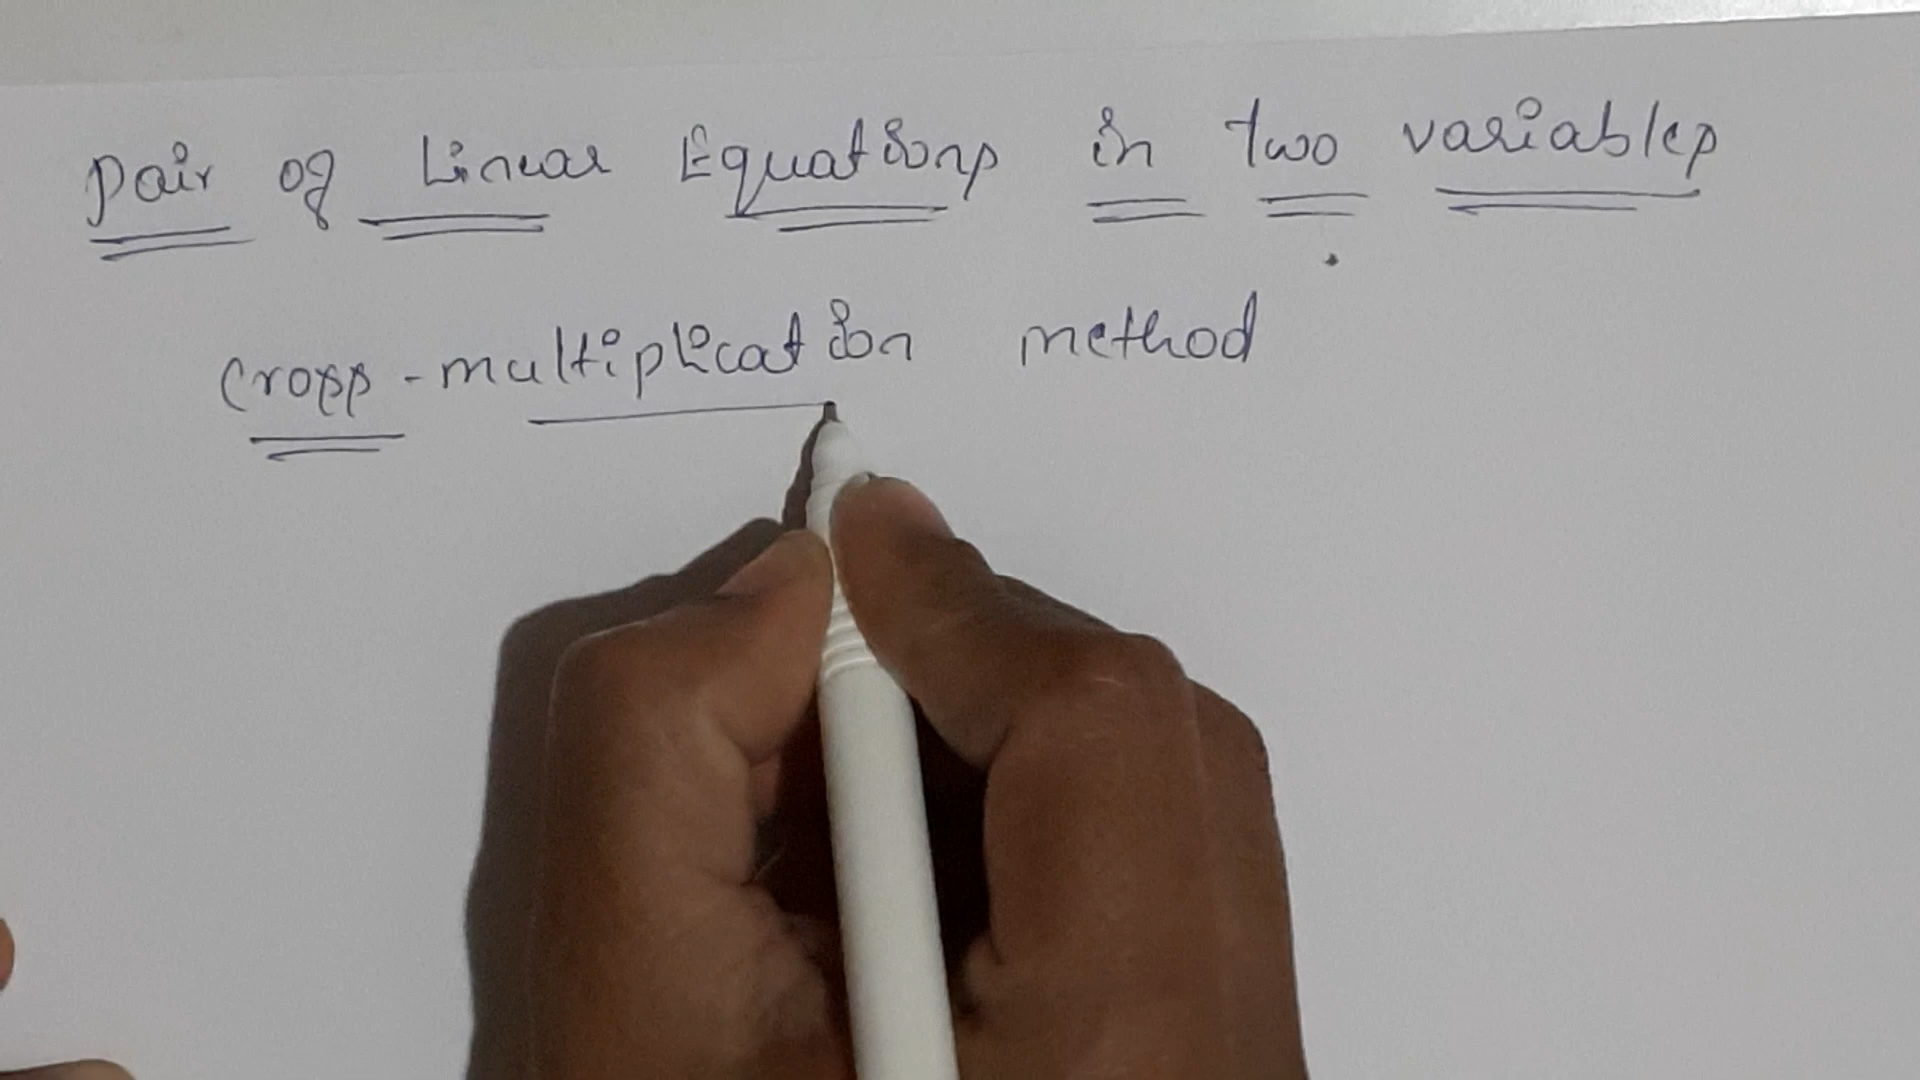 Pair of Linear Equations in two variables
Cross-multiplication method